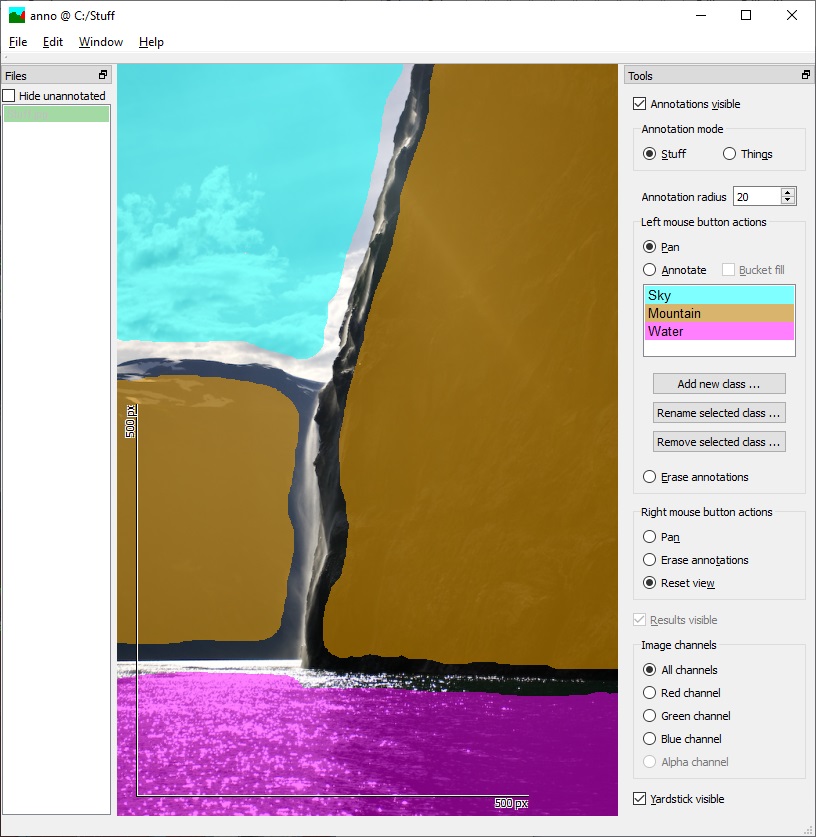 anno @ C:/Stuff
File Edit Window Help
Files
Hide unannotated
500 px
500 px
Tools
Annotations visible
Annotation mode
Stuff Things
Annotation radius 20
Left mouse button actions
Pan
Annotate Bucket fill
Sky
Mountain
Water
Add new class ...
Rename selected class ...
Remove selected class ...
Erase annotations
Right mouse button actions
Pan
Erase annotations
Reset view
Results visible
Image channels
All channels
Red channel
Green channel
Blue channel
Alpha channel
Yardstick visible